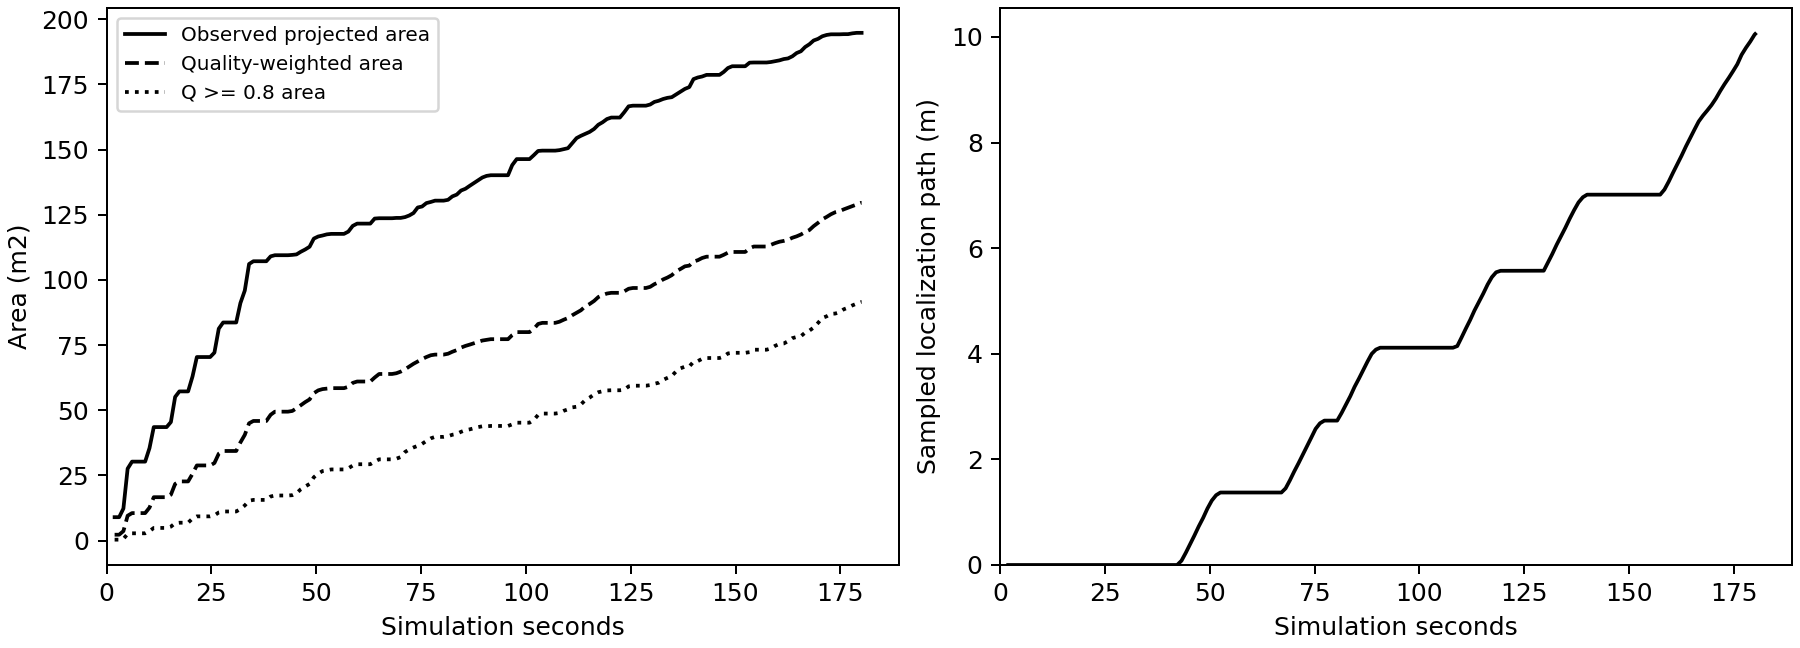 Observed projected area
Quality-weighted area
Q >= 0.8 area
Area (m2)
200
175
150
125
100
75
50
25
0
0 25 50 75 100 125 150 175
Simulation seconds
Sampled localization path (m)
10
8
6
4
2
0
0 25 50 75 100 125 150 175
Simulation seconds